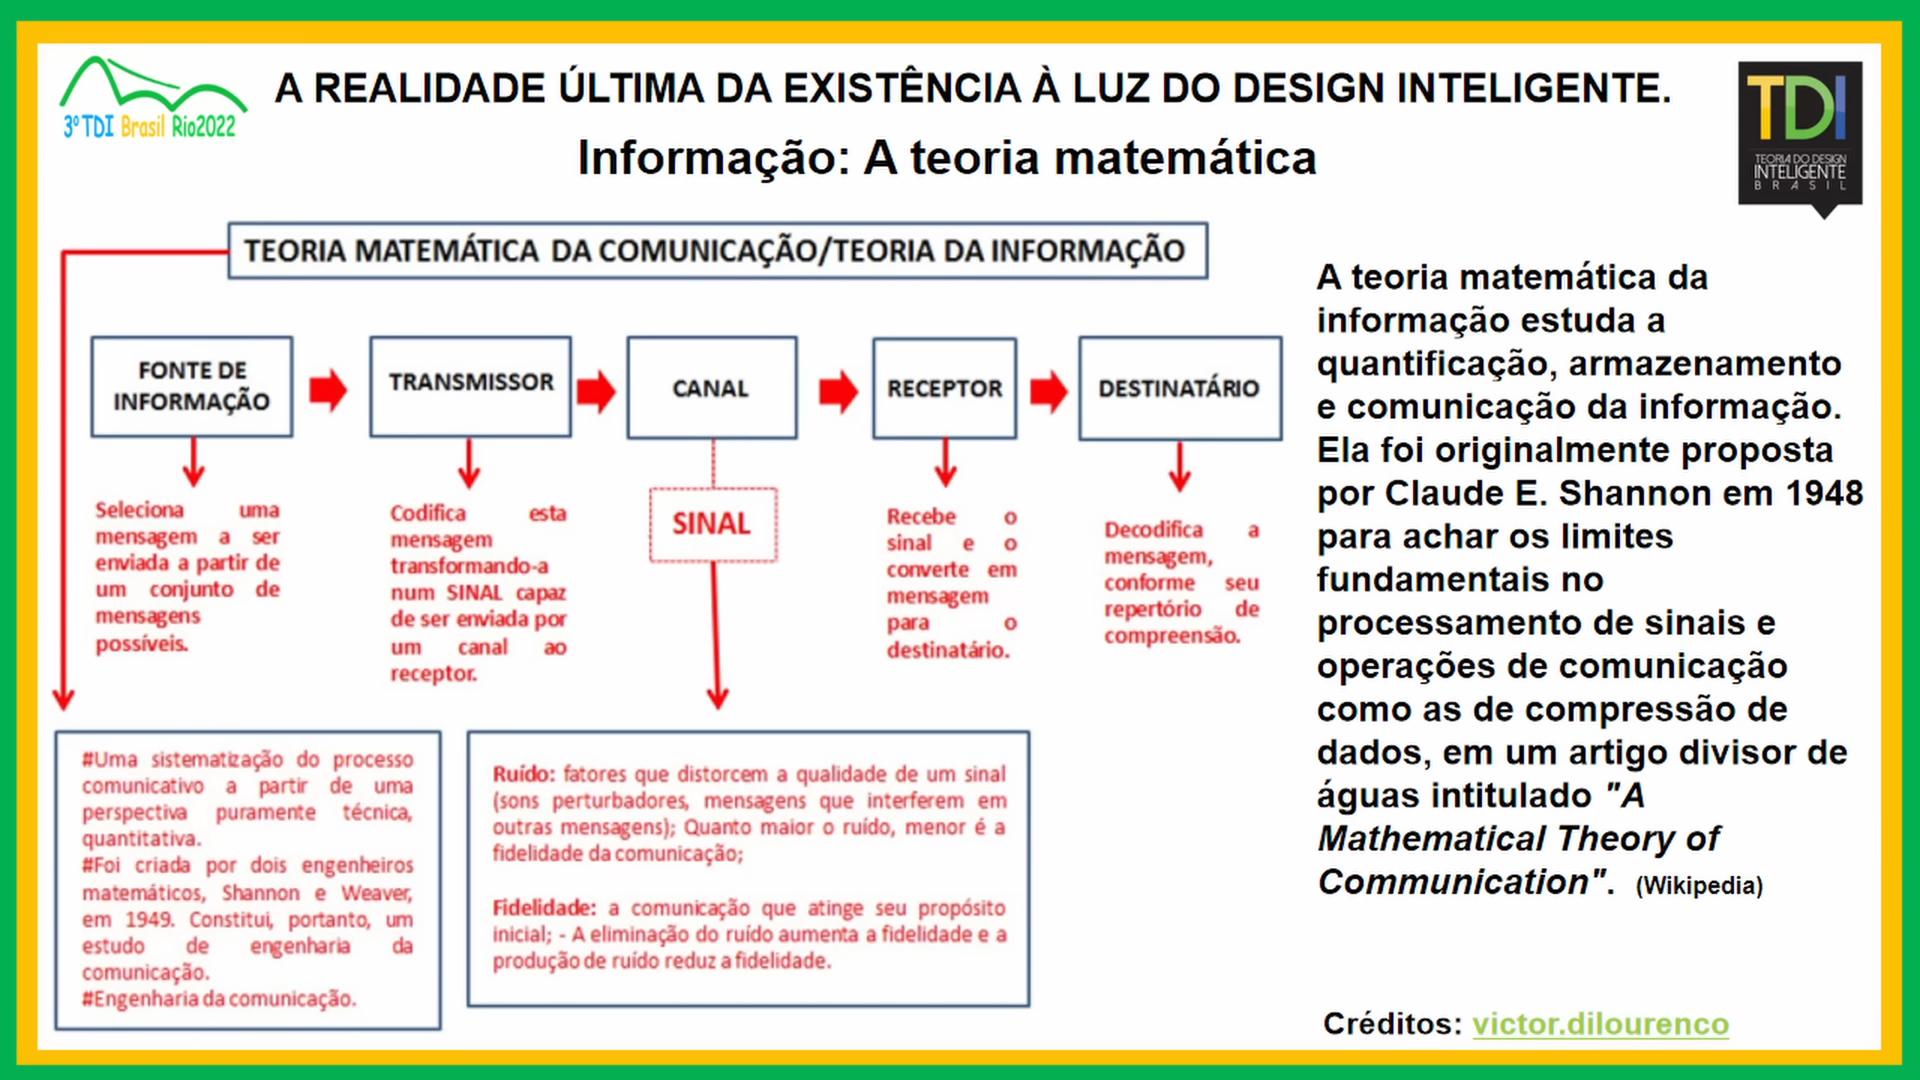 3º TDI Brasil Rio2022
A REALIDADE ÚLTIMA DA EXISTÊNCIA À LUZ DO DESIGN INTELIGENTE.
Informação: A teoria matemática
TDI
TEORIA DO DESIGN
INTELIGENTE
BRASIL
TEORIA MATEMÁTICA DA COMUNICAÇÃO/TEORIA DA INFORMAÇÃO
FONTE DE
INFORMAÇÃO
TRANSMISSOR
CANAL
RECEPTOR
DESTINATÁRIO
Seleciona uma
mensagem a ser
enviada a partir de
um conjunto de
mensagens
possíveis.
Codifica esta
mensagem
transformando-a
num SINAL capaz
de ser enviada por
um canal ao
receptor.
SINAL
Recebe o
sinal e o
converte em
mensagem
para o
destinatário.
Decodifica a
mensagem,
conforme seu
repertório de
compreensão.
#Uma sistematização do processo
comunicativo a partir de uma
perspectiva puramente técnica,
quantitativa.
#Foi criada por dois engenheiros
matemáticos, Shannon e Weaver,
em 1949. Constitui, portanto, um
estudo de engenharia da
comunicação.
#Engenharia da comunicação.
Ruído: fatores que distorcem a qualidade de um sinal
(sons perturbadores, mensagens que interferem em
outras mensagens); Quanto maior o ruído, menor é a
fidelidade da comunicação;
Fidelidade: a comunicação que atinge seu propósito
inicial; - A eliminação do ruído aumenta a fidelidade e a
produção de ruído reduz a fidelidade.
A teoria matemática da
informação estuda a
quantificação, armazenamento
e comunicação da informação.
Ela foi originalmente proposta
por Claude E. Shannon em 1948
para achar os limites
fundamentais no
processamento de sinais e
operações de comunicação
como as de compressão de
dados, em um artigo divisor de
águas intitulado "A
Mathematical Theory of
Communication". (Wikipedia)
Créditos: victor.dilourenco